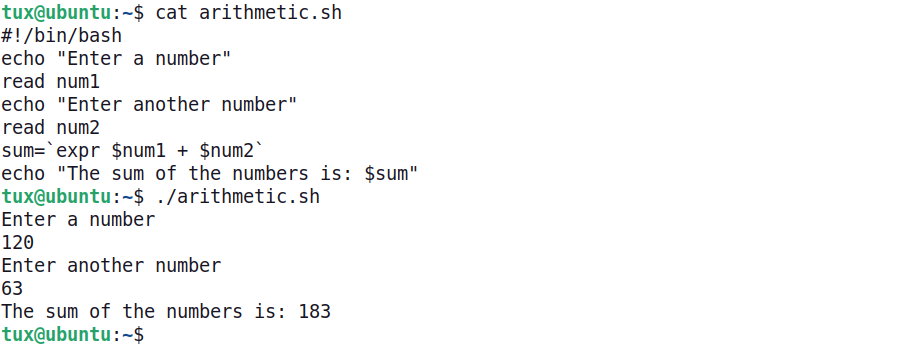 tux@ubuntu:~$ cat arithmetic.sh
#!/bin/bash
echo "Enter a number"
read num1
echo "Enter another number"
read num2
sum=`expr $num1 + $num2`
echo "The sum of the numbers is: $sum"
tux@ubuntu:~$ ./arithmetic.sh
Enter a number
120
Enter another number
63
The sum of the numbers is: 183
tux@ubuntu:~$